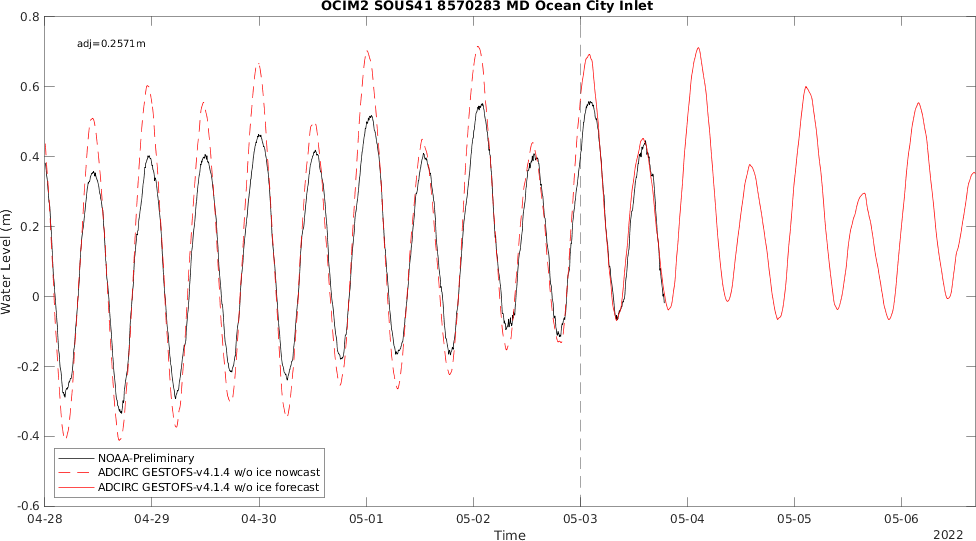 OCIM2 SOUS41 8570283 MD Ocean City Inlet
0.8
adj=0.2571m
0.6
0.4
0.2
0
-0.2
-0.4
-0.6
Water Level (m)
NOAA-Preliminary
ADCIRC GESTOFS-v4.1.4 w/o ice nowcast
ADCIRC GESTOFS-v4.1.4 w/o ice forecast
04-28 04-29 04-30 05-01 05-02 05-03 05-04 05-05 05-06
Time
2022